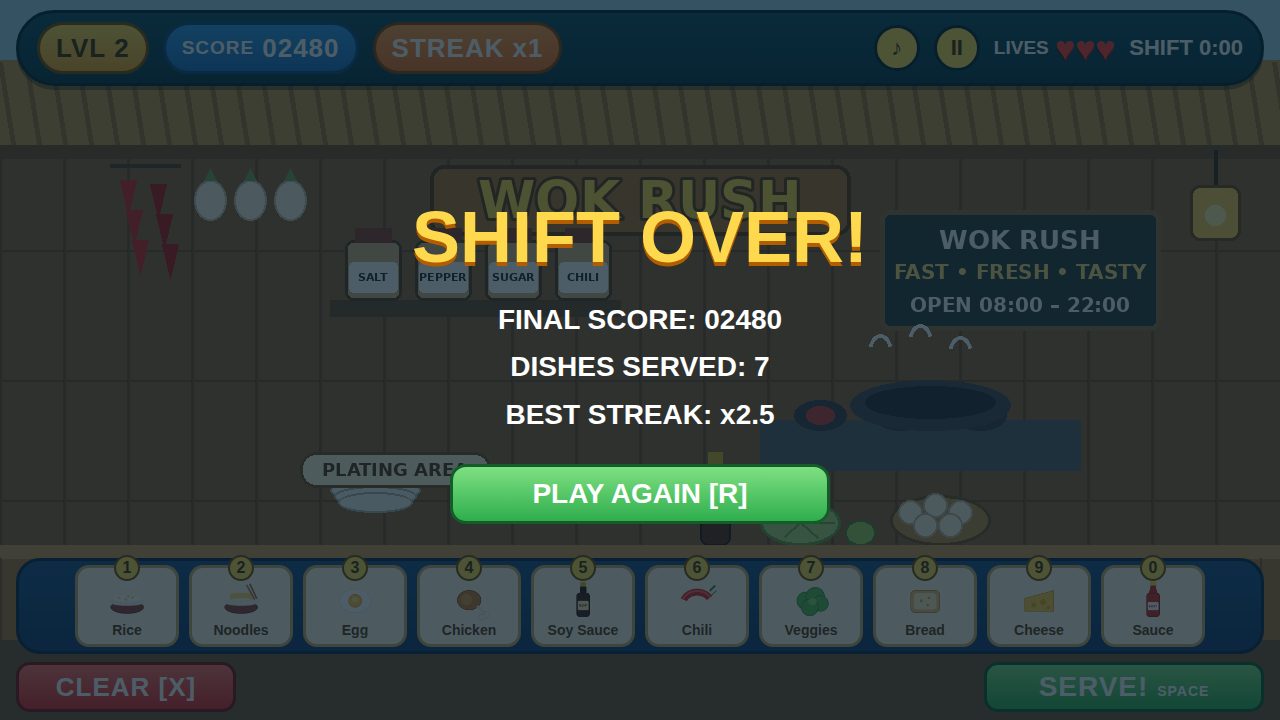 LVL 2
SCORE 02480
STREAK x1
♪
II
LIVES ♥♥♥
SHIFT 0:00
WOK RUSH
SHIFT OVER!
SALT
PEPPER
SUGAR
CHILI
WOK RUSH
FAST • FRESH • TASTY
OPEN 08:00 – 22:00
FINAL SCORE: 02480
DISHES SERVED: 7
BEST STREAK: x2.5
PLATING AREA
PLAY AGAIN [R]
1
Rice
2
Noodles
3
Egg
4
Chicken
5
Soy Sauce
6
Chili
7
Veggies
8
Bread
9
Cheese
0
Sauce
CLEAR [X]
SERVE! SPACE